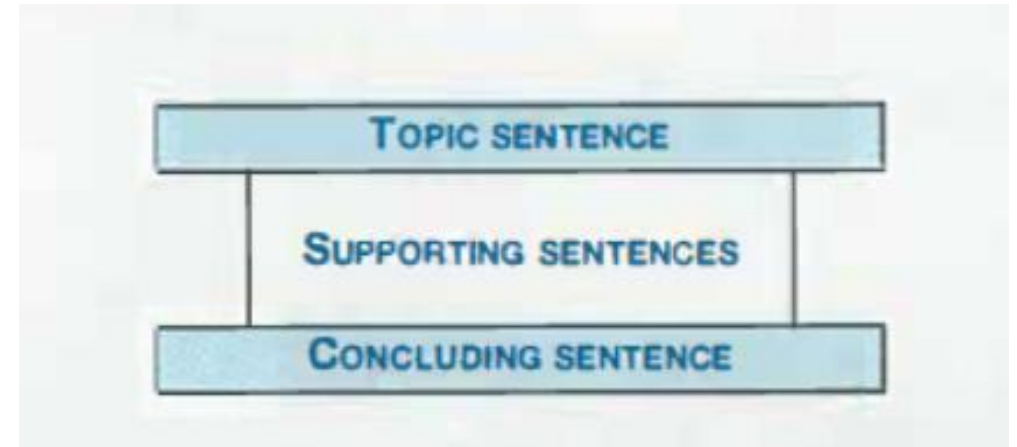 TOPIC SENTENCE
SUPPORTING SENTENCES
CONCLUDING SENTENCE